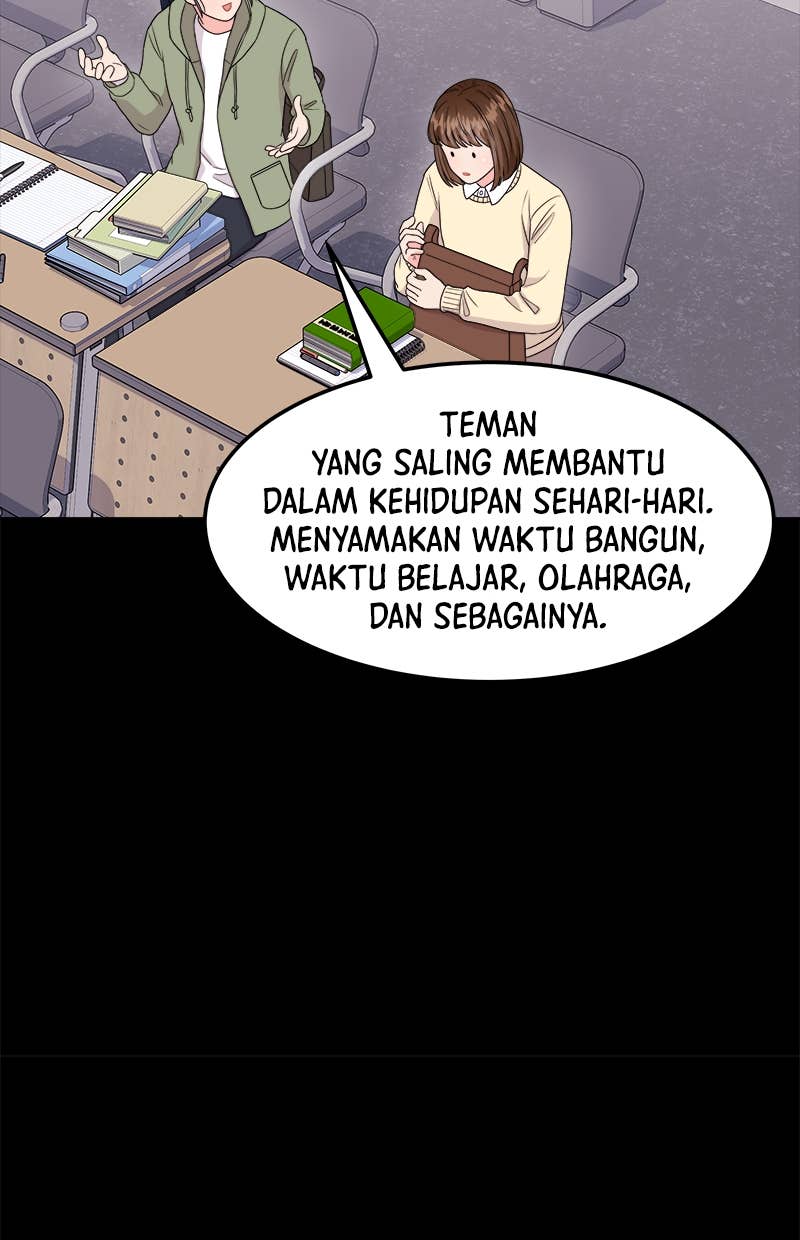 TEMAN
YANG SALING MEMBANTU
DALAM KEHIDUPAN SEHARI-HARI.
MENYAMAKAN WAKTU BANGUN,
WAKTU BELAJAR, OLAHRAGA,
DAN SEBAGAINYA.